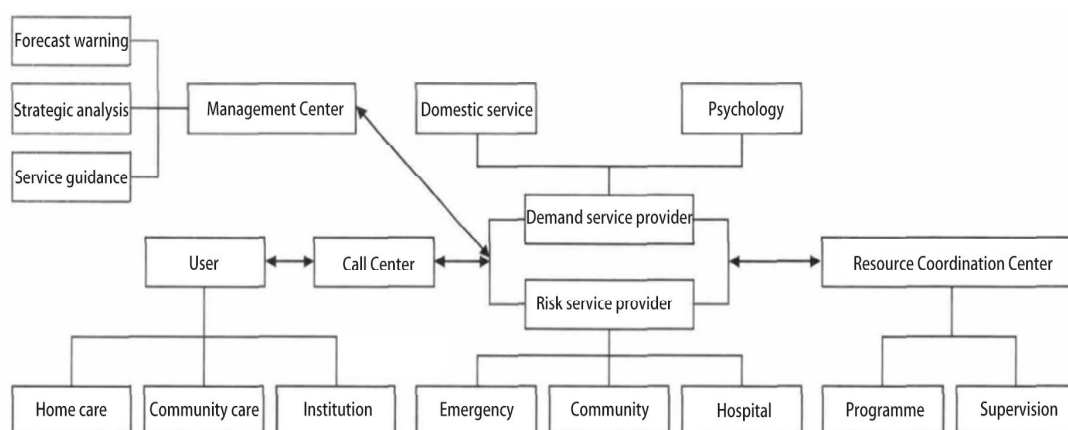 Forecast warning
Strategic analysis
Management Center
Domestic service
Psychology
Service guidance
Demand service provider
User
Call Center
Resource Coordination Center
Risk service provider
Home care
Community care
Institution
Emergency
Community
Hospital
Programme
Supervision